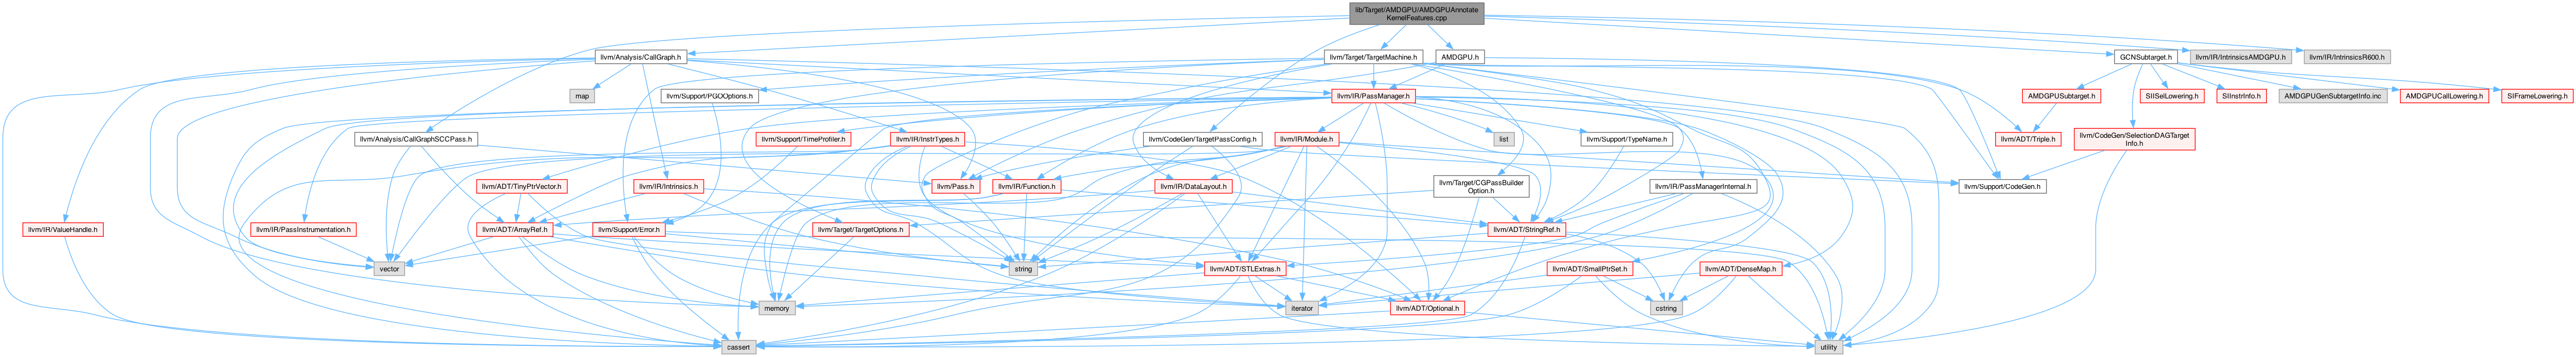 lib/Target/AMDGPU/AMDGPUAnnotate
KernelFeatures.cpp
llvm/Analysis/CallGraph.h
llvm/Target/TargetMachine.h
AMDGPU.h
GCNSubtarget.h
llvm/IR/IntrinsicsAMDGPU.h
llvm/IR/IntrinsicsR600.h
map
llvm/Support/PGOOptions.h
llvm/IR/PassManager.h
AMDGPUSubtarget.h
SIISelLowering.h
SIInstrInfo.h
AMDGPUGenSubtargetInfo.inc
AMDGPUCallLowering.h
SIFrameLowering.h
llvm/Analysis/CallGraphSCCPass.h
llvm/Support/TimeProfiler.h
llvm/IR/InstrTypes.h
llvm/CodeGen/TargetPassConfig.h
llvm/IR/Module.h
list
llvm/Support/TypeName.h
llvm/ADT/Triple.h
llvm/CodeGen/SelectionDAGTarget
Info.h
llvm/ADT/TinyPtrVector.h
llvm/IR/Intrinsics.h
llvm/Pass.h
llvm/IR/Function.h
llvm/IR/DataLayout.h
llvm/Target/CGPassBuilder
Option.h
llvm/IR/PassManagerInternal.h
llvm/Support/CodeGen.h
llvm/IR/ValueHandle.h
llvm/IR/PassInstrumentation.h
llvm/ADT/ArrayRef.h
llvm/Support/Error.h
llvm/Target/TargetOptions.h
llvm/ADT/StringRef.h
vector
string
llvm/ADT/STLExtras.h
llvm/ADT/SmallPtrSet.h
llvm/ADT/DenseMap.h
memory
iterator
llvm/ADT/Optional.h
cstring
cassert
utility